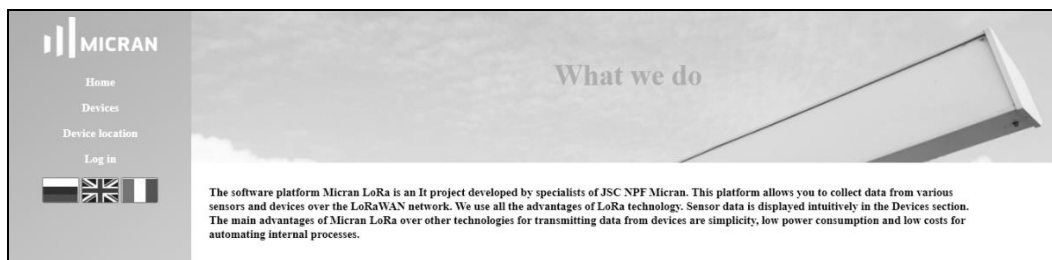 MICRAN
Home
Devices
Device location
Log in
What we do
The software platform Micran LoRa is an It project developed by specialists of JSC NPF Micran. This platform allows you to collect data from various
sensors and devices over the LoRaWAN network. We use all the advantages of LoRa technology. Sensor data is displayed intuitively in the Devices section.
The main advantages of Micran LoRa over other technologies for transmitting data from devices are simplicity, low power consumption and low costs for
automating internal processes.